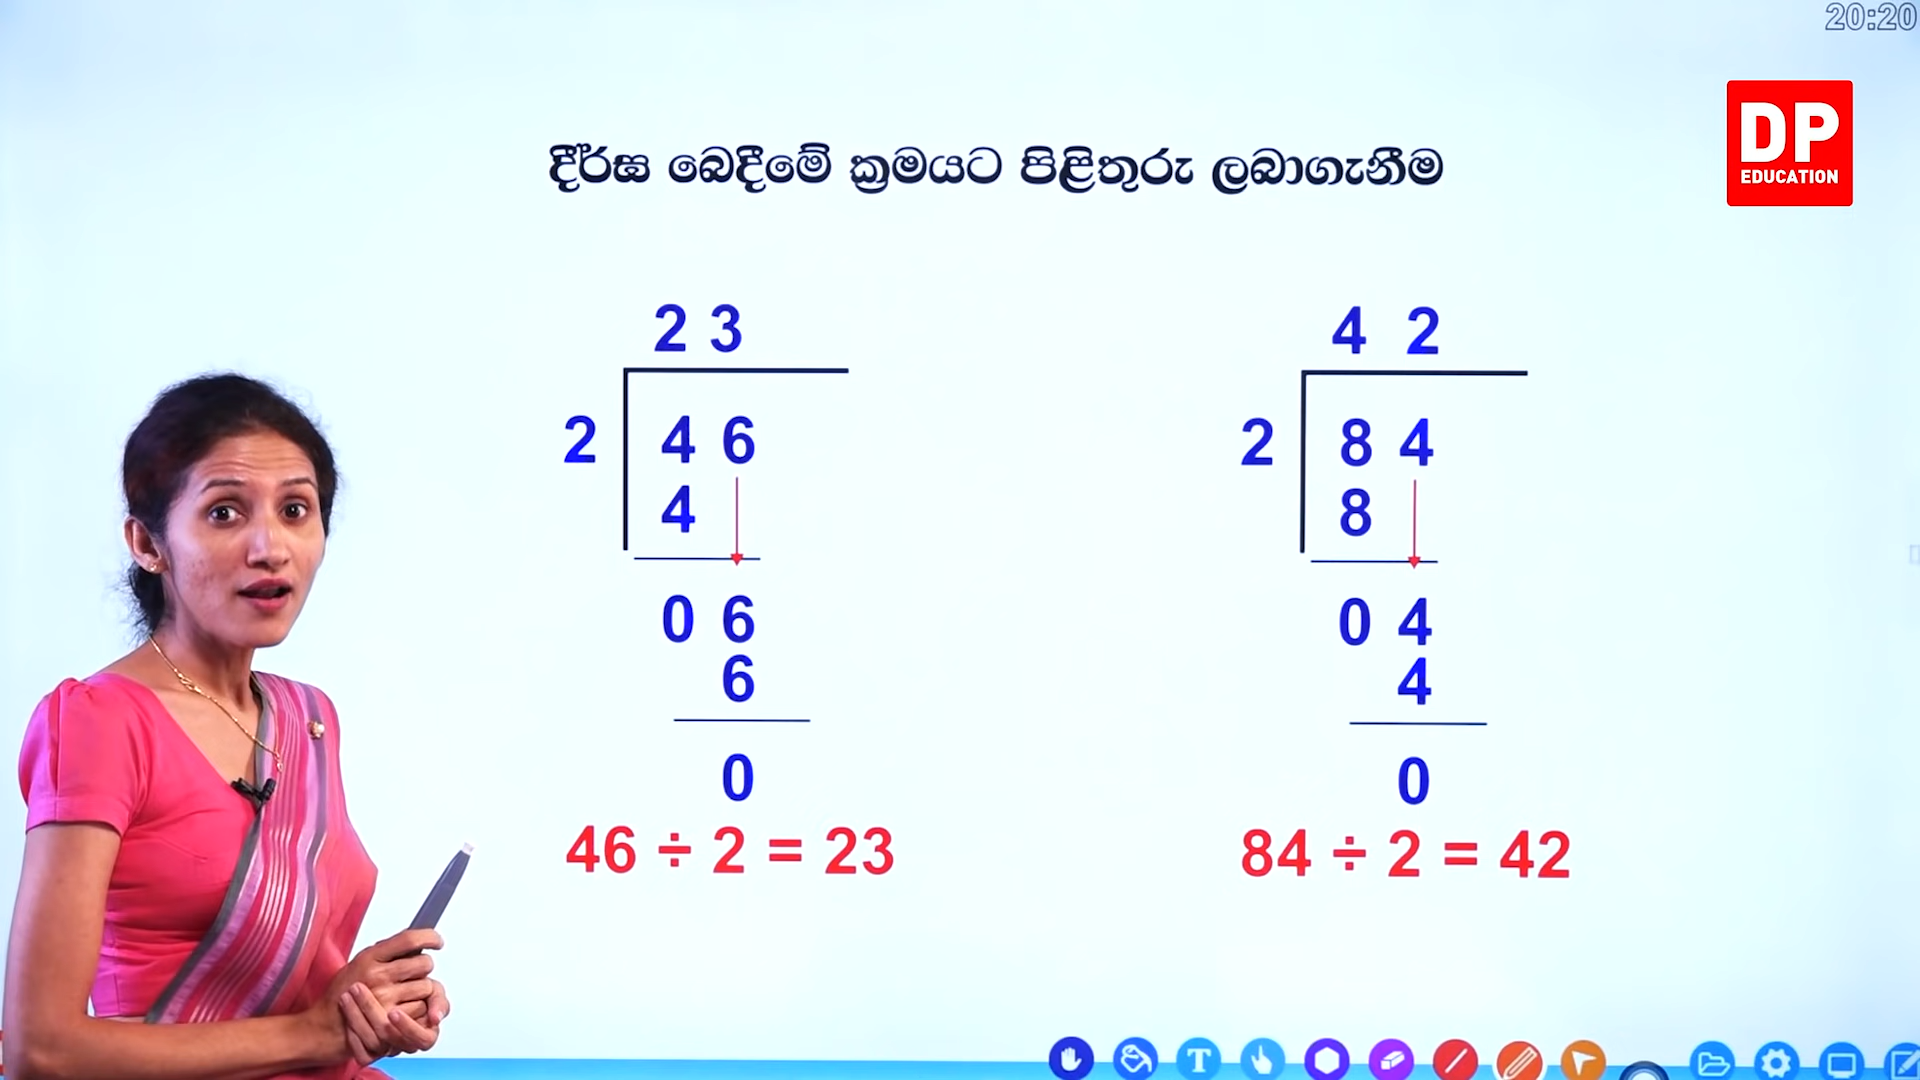 20:20
DP
EDUCATION
දීර්ඝ බෙදීමේ ක්‍රමයට පිළිතුරු ලබාගැනීම
2 3
2 4 6
4
0 6
6
0
46 ÷ 2 = 23
4 2
2 8 4
8
0 4
4
0
84 ÷ 2 = 42
T